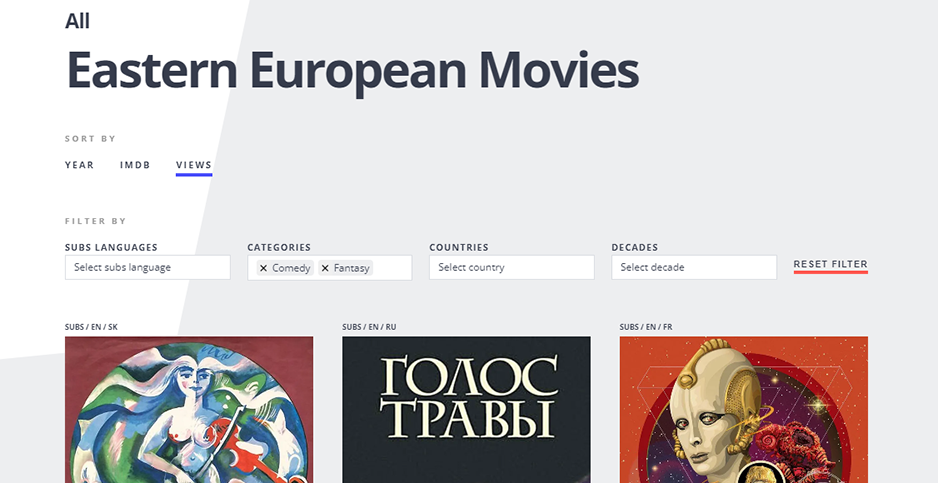 All
Eastern European Movies
SORT BY
YEAR IMDB VIEWS
FILTER BY
SUBS LANGUAGES CATEGORIES COUNTRIES DECADES
Select subs language × Comedy × Fantasy Select country Select decade RESET FILTER
SUBS / EN / SK SUBS / EN / RU SUBS / EN / FR
ГОЛОС
ТРАВЫ